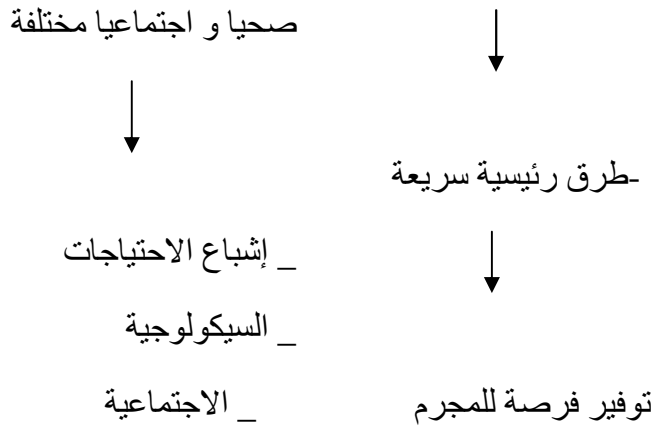 صحيا و اجتماعيا مختلفة
-طرق رئيسية سريعة
_ إشباع الاحتياجات
_ السيكولوجية
توفير فرصة للمجرم
_ الاجتماعية